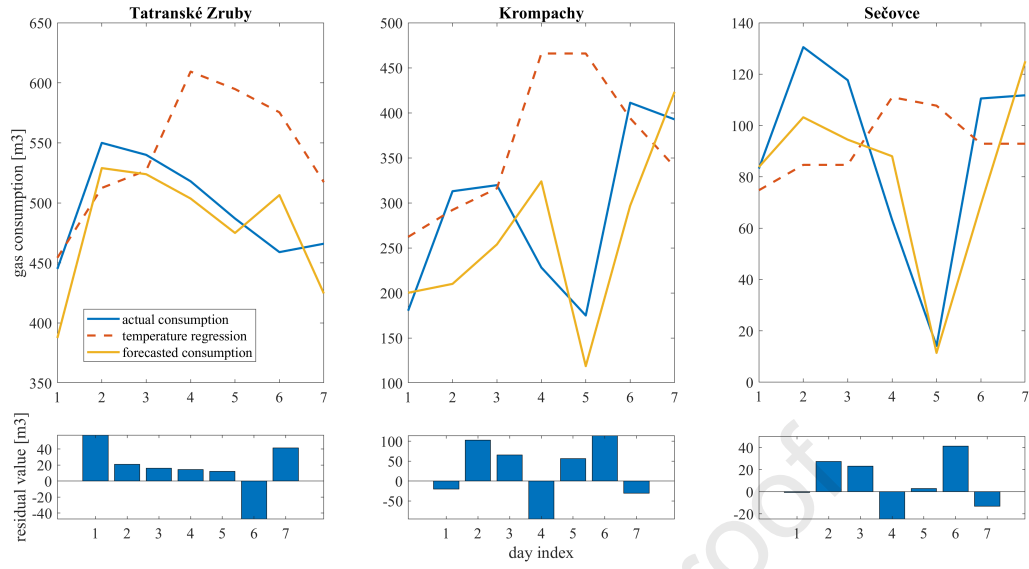 Tatranské Zruby
Krompachy
Sečovce
gas consumption [m3]
650
600
550
500
450
400
350
1 2 3 4 5 6 7
actual consumption
temperature regression
forecasted consumption
500
450
400
350
300
250
200
150
100
1 2 3 4 5 6 7
140
120
100
80
60
40
20
0
1 2 3 4 5 6 7
residual value [m3]
40
20
0
-20
-40
1 2 3 4 5 6 7
100
50
0
-50
1 2 3 4 5 6 7
day index
40
20
0
-20
1 2 3 4 5 6 7
roof